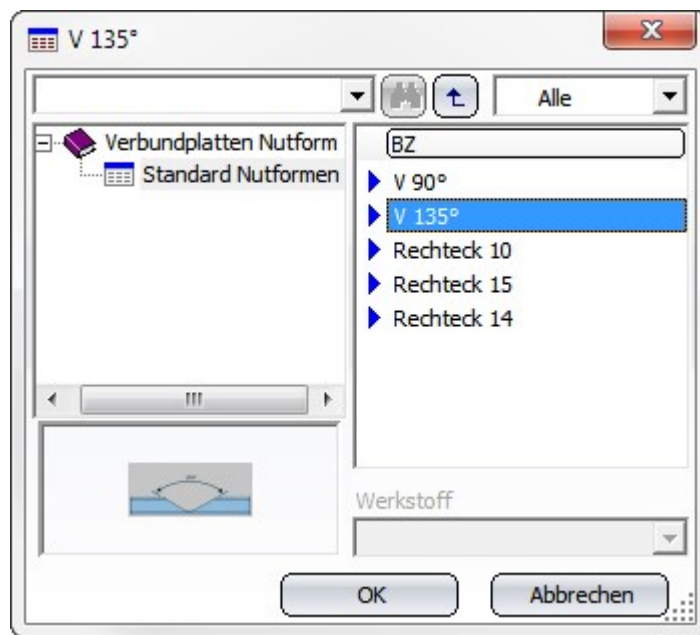 V 135°
Alle
Verbundplatten Nutform
Standard Nutformen
BZ
V 90°
V 135°
Rechteck 10
Rechteck 15
Rechteck 14
Werkstoff
OK
Abbrechen